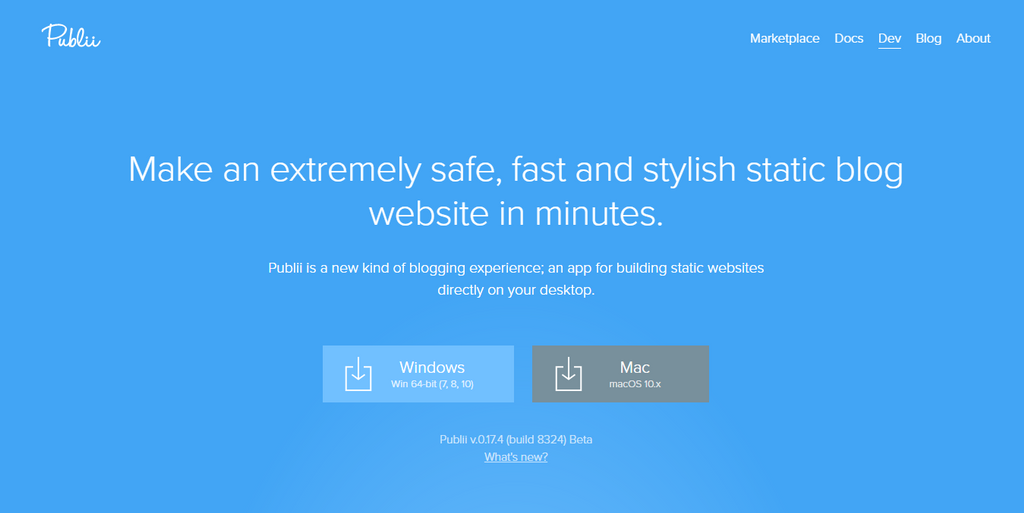 Publii
Marketplace Docs Dev Blog About
Make an extremely safe, fast and stylish static blog
website in minutes.
Publii is a new kind of blogging experience; an app for building static websites
directly on your desktop.
Windows
Win 64-bit (7, 8, 10)
Mac
macOS 10.x
Publii v.0.17.4 (build 8324) Beta
What's new?